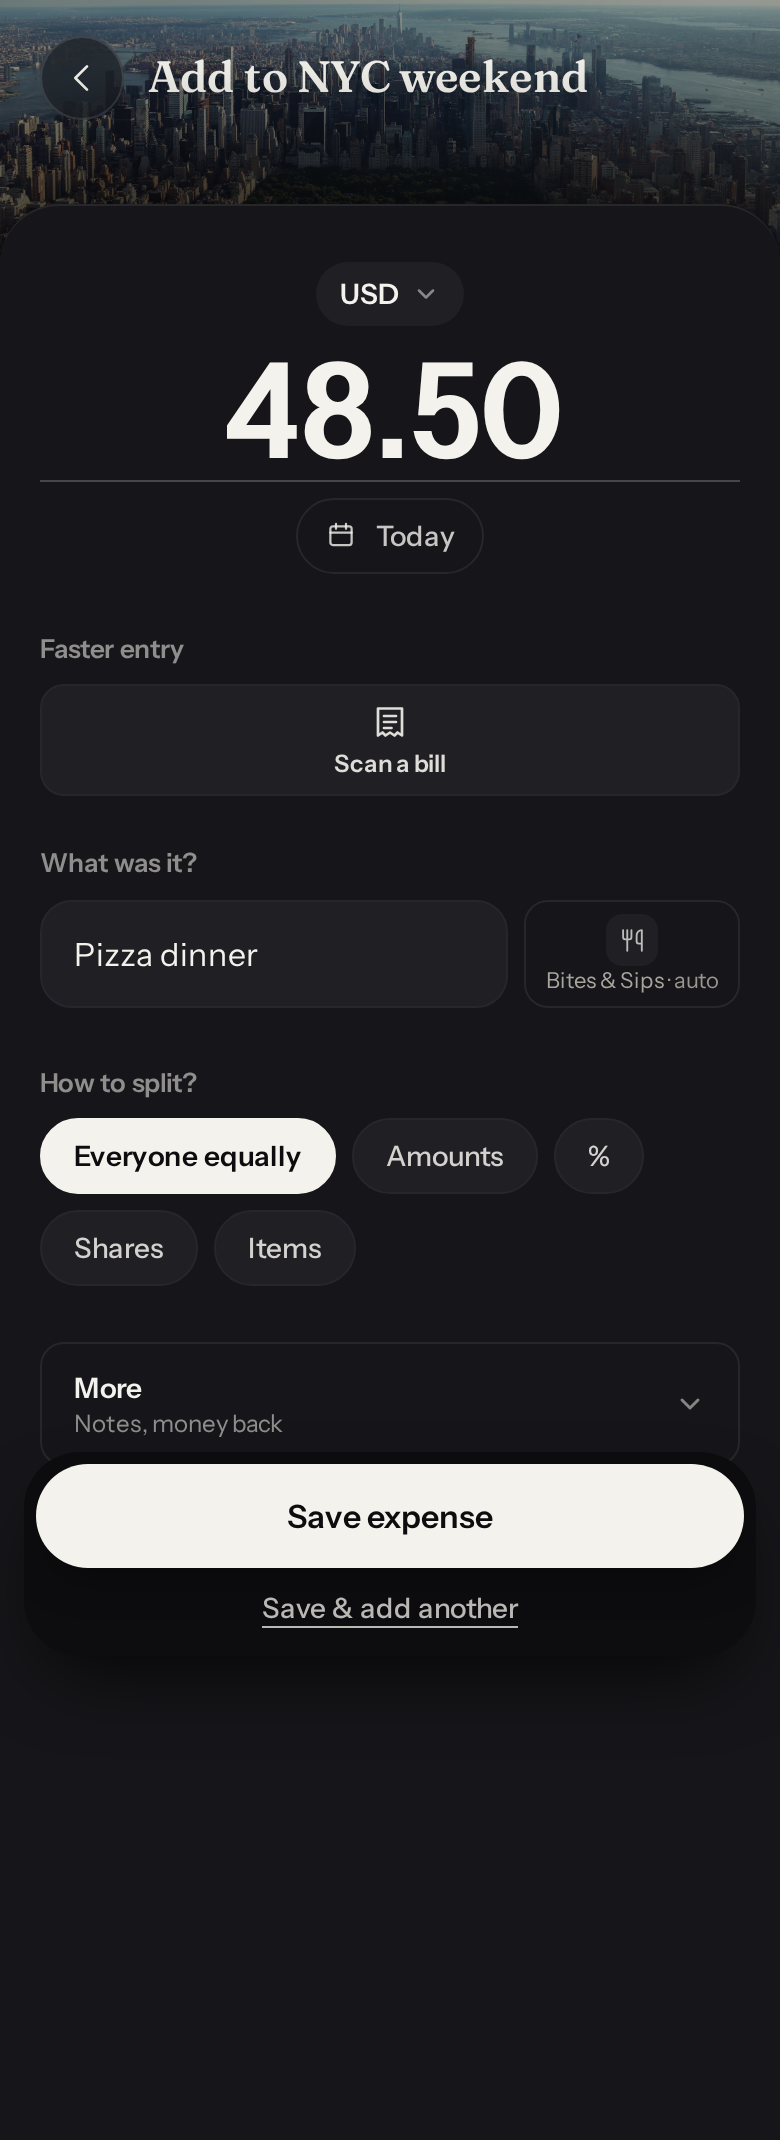 Add to NYC weekend
USD
48.50
Today
Faster entry
Scan a bill
What was it?
Pizza dinner
Bites & Sips · auto
How to split?
Everyone equally
Amounts
%
Shares
Items
More
Notes, money back
Save expense
Save & add another